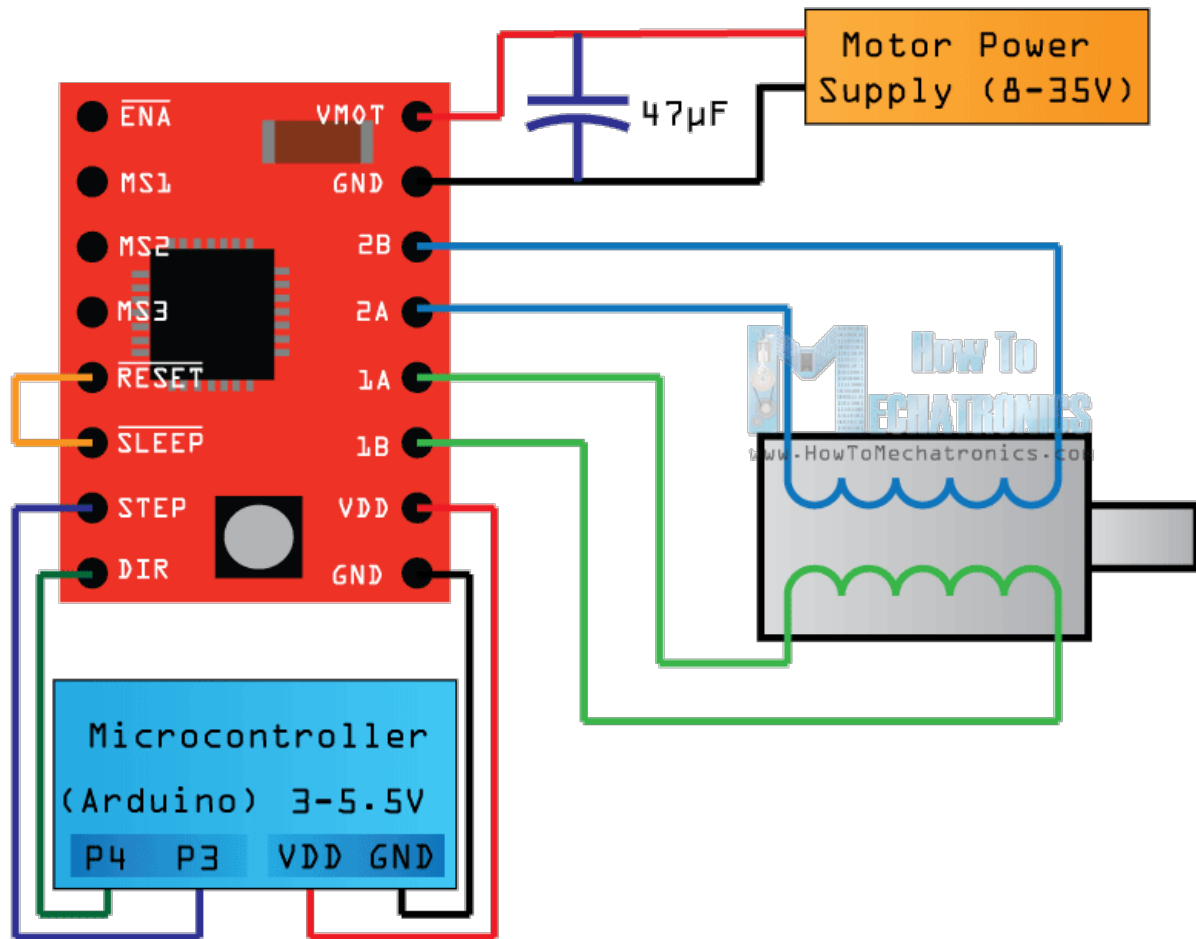 Motor Power
Supply (8-35V)
47µF
ENA
VMOT
MS1
GND
MS2
2B
MS3
2A
RESET
1A
SLEEP
1B
STEP
VDD
DIR
GND
How To
MECHATRONICS
www.HowToMechatronics.com
Microcontroller
(Arduino) 3-5.5V
P4 P3 VDD GND